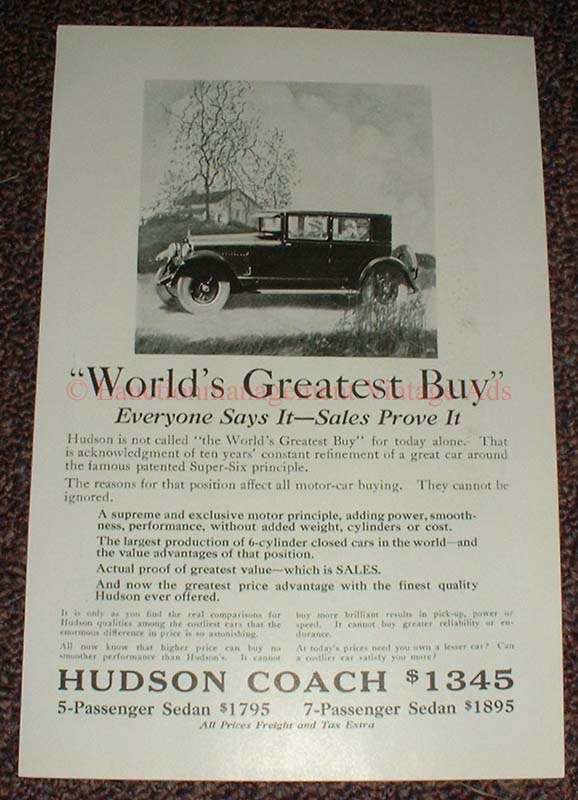 "World's Greatest Buy"
Everyone Says It—Sales Prove It
Hudson is not called "the World's Greatest Buy" for today alone. That
is acknowledgment of ten years' constant refinement of a great car around
the famous patented Super-Six principle.
The reasons for that position affect all motor-car buying. They cannot be
ignored.
A supreme and exclusive motor principle, adding power, smooth-
ness, performance, without added weight, cylinders or cost.
The largest production of 6-cylinder closed cars in the world—and
the value advantages of that position.
Actual proof of greatest value—which is SALES.
And now the greatest price advantage with the finest quality
Hudson ever offered.
It is only as you find the real comparisons for
Hudson qualities among the costliest cars that the
enormous difference in price is so astonishing.
All now know that higher price can buy no
smoother performance than Hudson's. It cannot
buy more brilliant results in pick-up, power or
speed. It cannot buy greater reliability or en-
durance.
At today's prices need you own a lesser car? Can
a costlier car satisfy you more?
HUDSON COACH $1345
5-Passenger Sedan $1795 7-Passenger Sedan $1895
All Prices Freight and Tax Extra